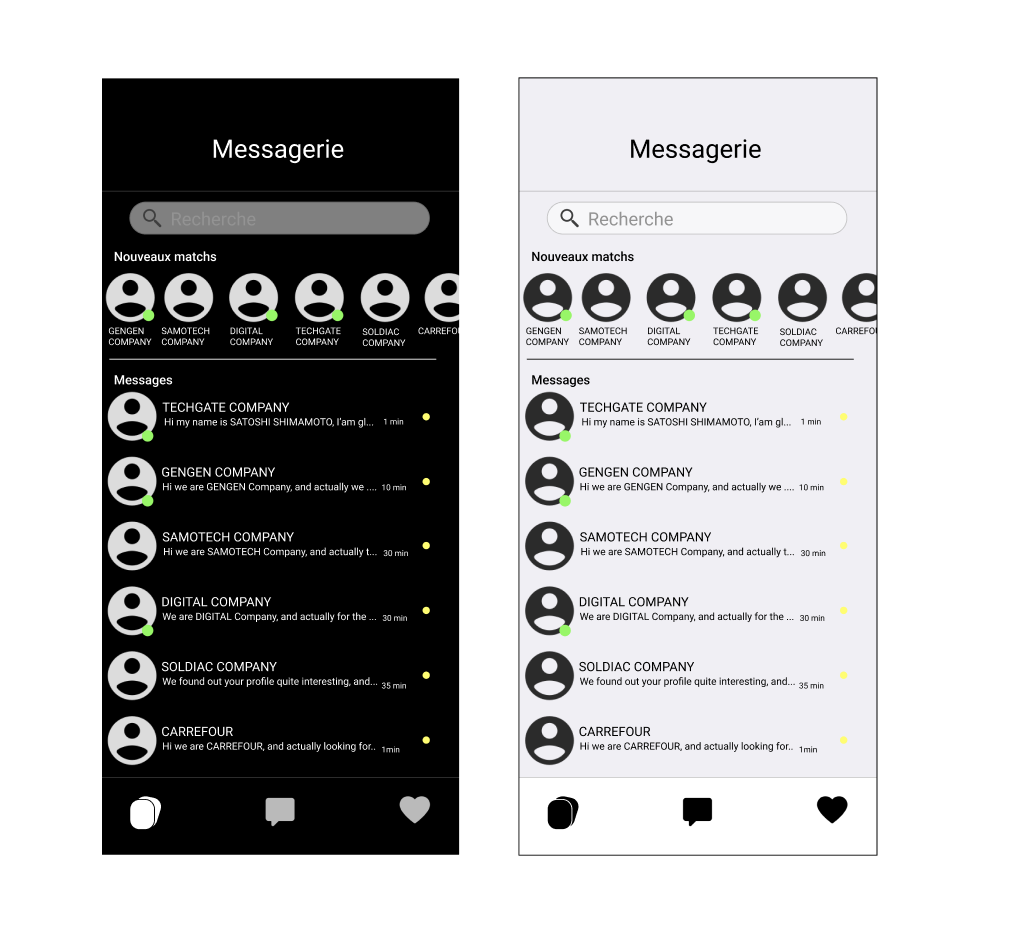 Messagerie
Recherche
Nouveaux matchs
GENGEN COMPANY
SAMOTECH COMPANY
DIGITAL COMPANY
TECHGATE COMPANY
SOLDIAC COMPANY
CARREFOU
Messages
TECHGATE COMPANY
Hi my name is SATOSHI SHIMAMOTO, I'am gl... 1 min
GENGEN COMPANY
Hi we are GENGEN Company, and actually we .... 10 min
SAMOTECH COMPANY
Hi we are SAMOTECH Company, and actually t... 30 min
DIGITAL COMPANY
We are DIGITAL Company, and actually for the ... 30 min
SOLDIAC COMPANY
We found out your profile quite interesting, and... 35 min
CARREFOUR
Hi we are CARREFOUR, and actually looking for.. 1min
Messagerie
Recherche
Nouveaux matchs
GENGEN COMPANY
SAMOTECH COMPANY
DIGITAL COMPANY
TECHGATE COMPANY
SOLDIAC COMPANY
CARREFOU
Messages
TECHGATE COMPANY
Hi my name is SATOSHI SHIMAMOTO, I'am gl... 1 min
GENGEN COMPANY
Hi we are GENGEN Company, and actually we .... 10 min
SAMOTECH COMPANY
Hi we are SAMOTECH Company, and actually t... 30 min
DIGITAL COMPANY
We are DIGITAL Company, and actually for the ... 30 min
SOLDIAC COMPANY
We found out your profile quite interesting, and... 35 min
CARREFOUR
Hi we are CARREFOUR, and actually looking for.. 1min